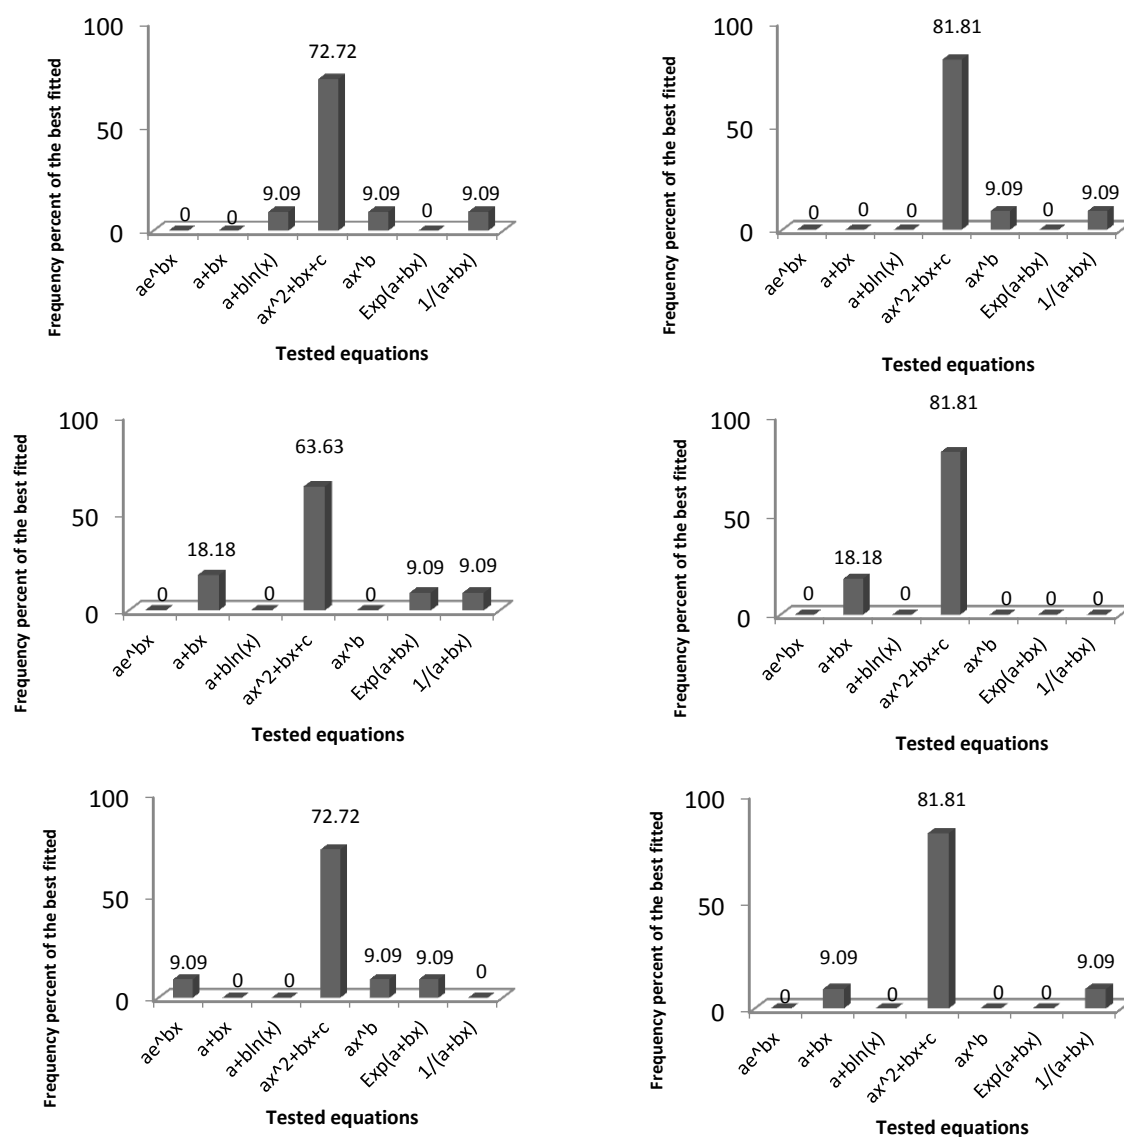 Frequency percent of the best fitted
100
50
0
0
0
9.09
72.72
9.09
0
9.09
ae^bx
a+bx
a+bln(x)
ax^2+bx+c
ax^b
Exp(a+bx)
1/(a+bx)
Tested equations
Frequency percent of the best fitted
100
50
0
0
0
0
81.81
9.09
0
9.09
ae^bx
a+bx
a+bln(x)
ax^2+bx+c
ax^b
Exp(a+bx)
1/(a+bx)
Tested equations
Frequency percent of the best fitted
100
50
0
0
18.18
0
63.63
0
9.09
9.09
ae^bx
a+bx
a+bln(x)
ax^2+bx+c
ax^b
Exp(a+bx)
1/(a+bx)
Tested equations
Frequency percent of the best fitted
100
50
0
0
18.18
0
81.81
0
0
0
ae^bx
a+bx
a+bln(x)
ax^2+bx+c
ax^b
Exp(a+bx)
1/(a+bx)
Tested equations
Frequency percent of the best fitted
100
50
0
9.09
0
0
72.72
9.09
9.09
0
ae^bx
a+bx
a+bln(x)
ax^2+bx+c
ax^b
Exp(a+bx)
1/(a+bx)
Tested equations
Frequency percent of the best fitted
100
50
0
0
9.09
0
81.81
0
0
9.09
ae^bx
a+bx
a+bln(x)
ax^2+bx+c
ax^b
Exp(a+bx)
1/(a+bx)
Tested equations